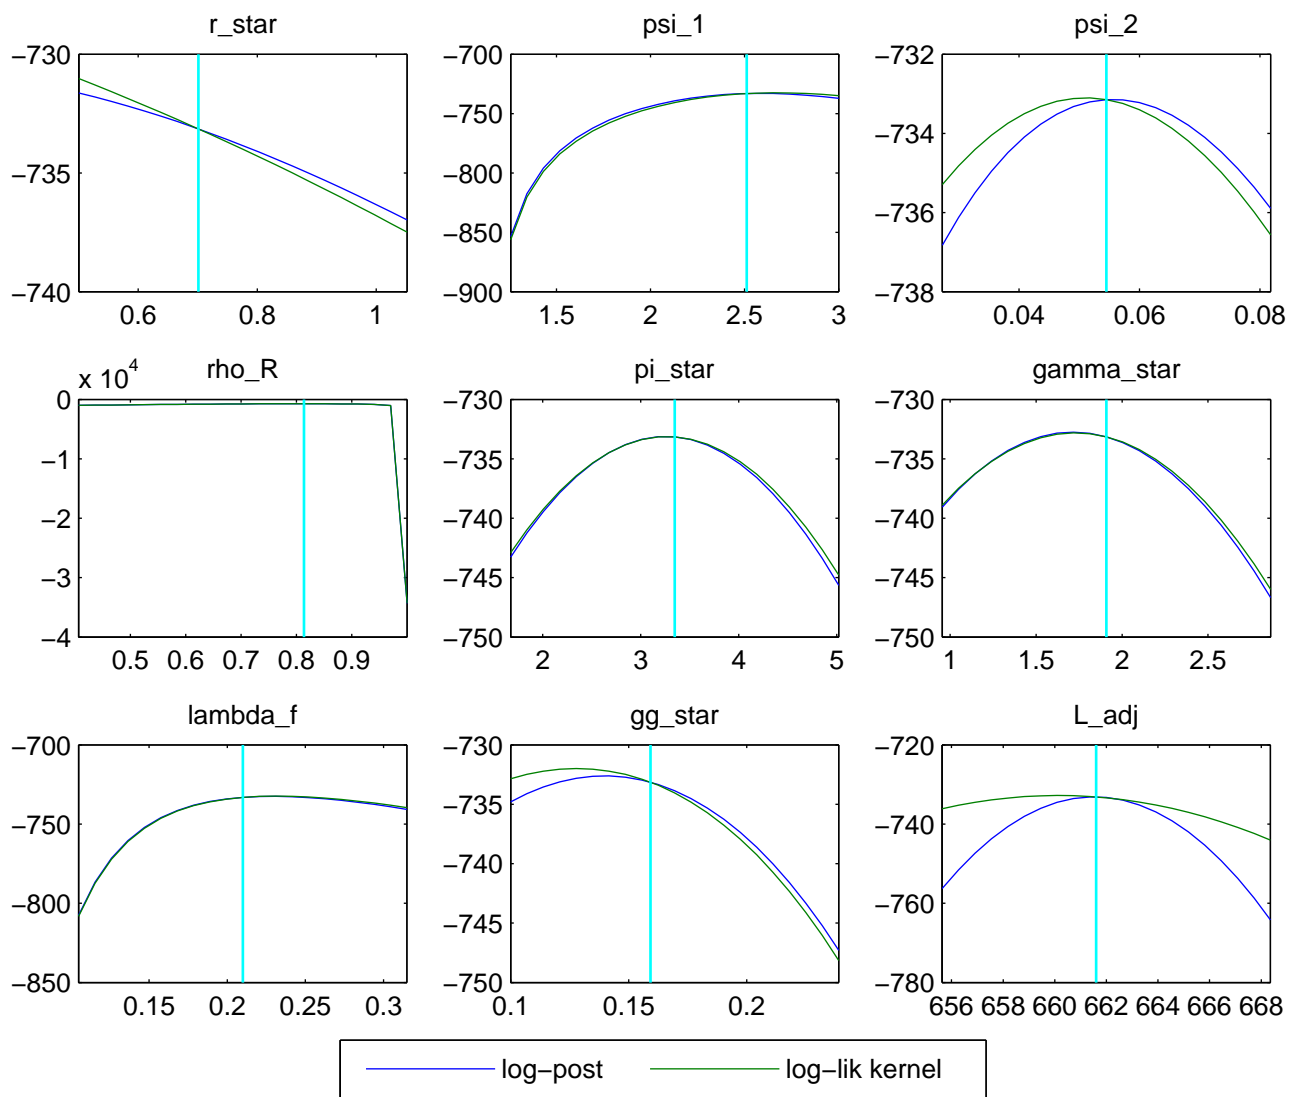 r_star
−730
−735
−740
0.6 0.8 1
psi_1
−700
−750
−800
−850
−900
1.5 2 2.5 3
psi_2
−732
−734
−736
−738
0.04 0.06 0.08
rho_R
x 10^4
0
−1
−2
−3
−4
0.5 0.6 0.7 0.8 0.9
pi_star
−730
−735
−740
−745
−750
2 3 4 5
gamma_star
−730
−735
−740
−745
−750
1 1.5 2 2.5
lambda_f
−700
−750
−800
−850
0.15 0.2 0.25 0.3
gg_star
−730
−735
−740
−745
−750
0.1 0.15 0.2
L_adj
−720
−740
−760
−780
656 658 660 662 664 666 668
log−post log−lik kernel